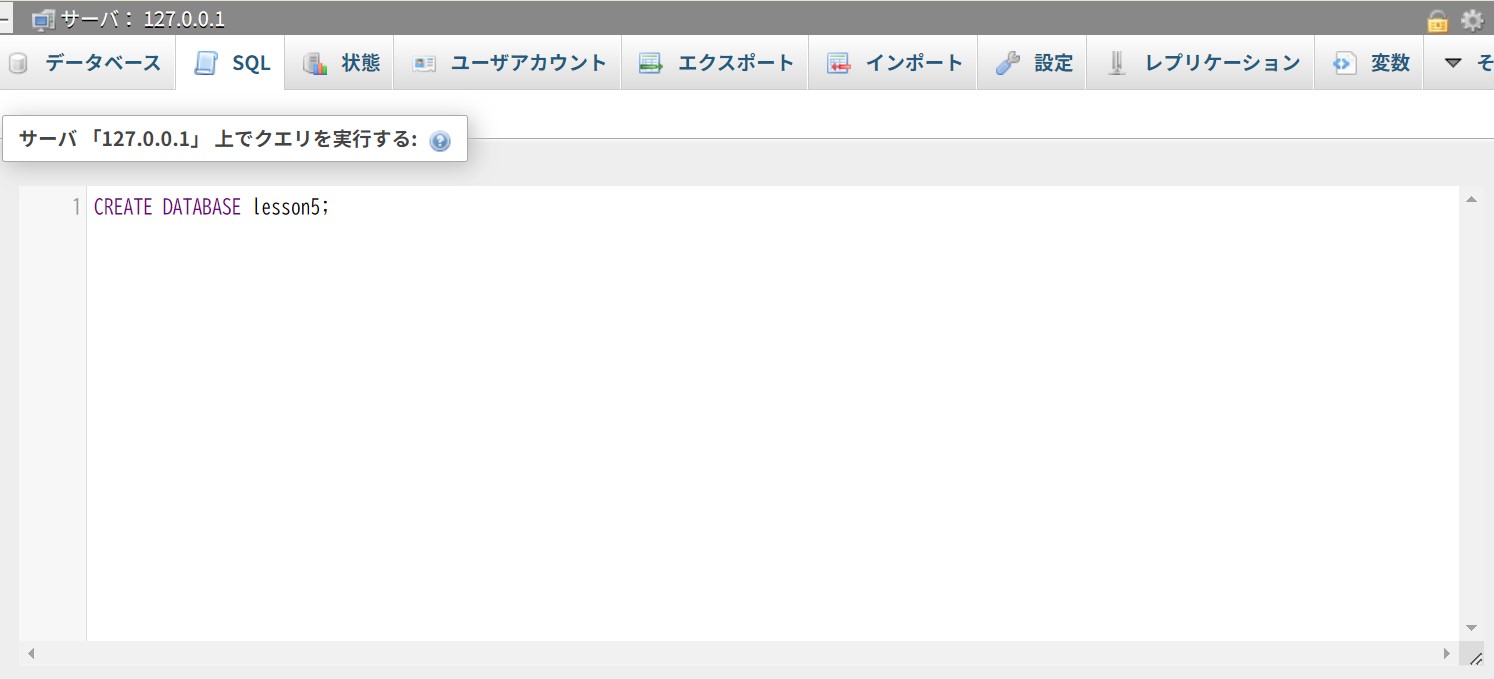 サーバ： 127.0.0.1
データベース SQL 状態 ユーザアカウント エクスポート インポート 設定 レプリケーション 変数 そ
サーバ 「127.0.0.1」 上でクエリを実行する:
1 CREATE DATABASE lesson5;